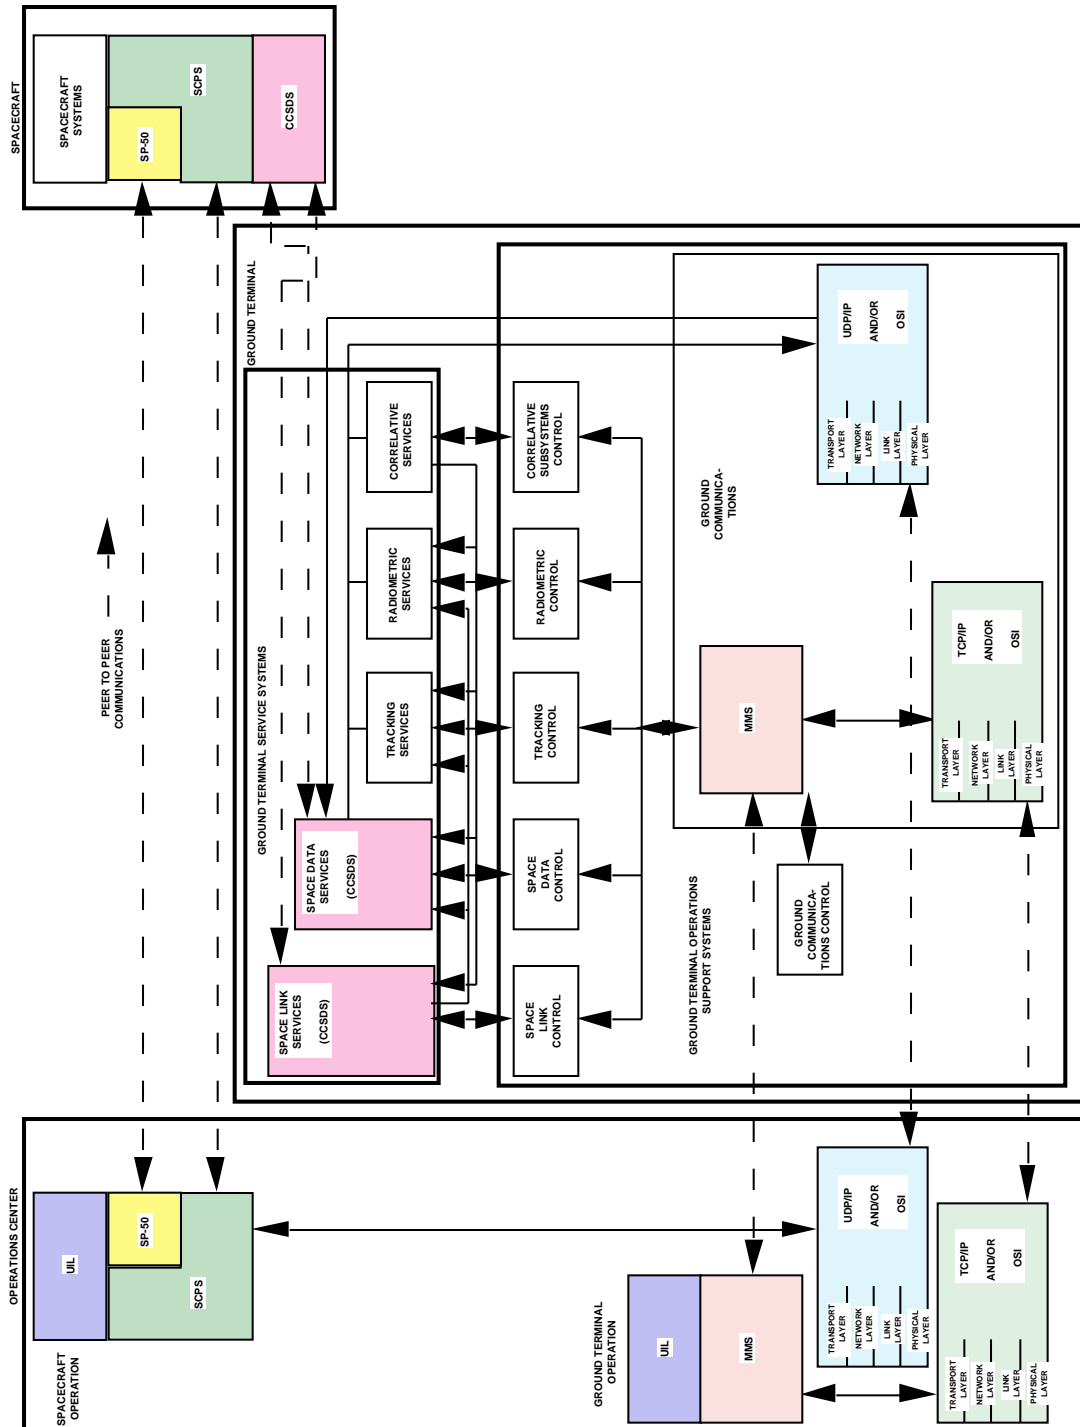 OPERATIONS CENTER
SPACECRAFT
OPERATION
UIL
SP-50
SCPS
GROUND TERMINAL
OPERATION
UIL
MMS
UDP/IP
AND/OR
OSI
TRANSPORT
LAYER
NETWORK
LAYER
LINK
LAYER
PHYSICAL
LAYER
TCP/IP
AND/OR
OSI
TRANSPORT
LAYER
NETWORK
LAYER
LINK
LAYER
PHYSICAL
LAYER
PEER TO PEER
COMMUNICATIONS
GROUND TERMINAL
GROUND TERMINAL SERVICE SYSTEMS
SPACE LINK
SERVICES
(CCSDS)
SPACE DATA
SERVICES
(CCSDS)
TRACKING
SERVICES
RADIOMETRIC
SERVICES
CORRELATIVE
SERVICES
SPACE
LINK
CONTROL
SPACE
DATA
CONTROL
TRACKING
CONTROL
RADIOMETRIC
CONTROL
CORRELATIVE
SUBSYSTEMS
CONTROL
GROUND TERMINAL OPERATIONS
SUPPORT SYSTEMS
GROUND
COMMUNICA-
TIONS CONTROL
MMS
GROUND
COMMUNICA-
TIONS
UDP/IP
AND/OR
OSI
TRANSPORT
LAYER
NETWORK
LAYER
LINK
LAYER
PHYSICAL
LAYER
TCP/IP
AND/OR
OSI
TRANSPORT
LAYER
NETWORK
LAYER
LINK
LAYER
PHYSICAL
LAYER
SPACECRAFT
SPACECRAFT
SYSTEMS
SP-50
SCPS
CCSDS